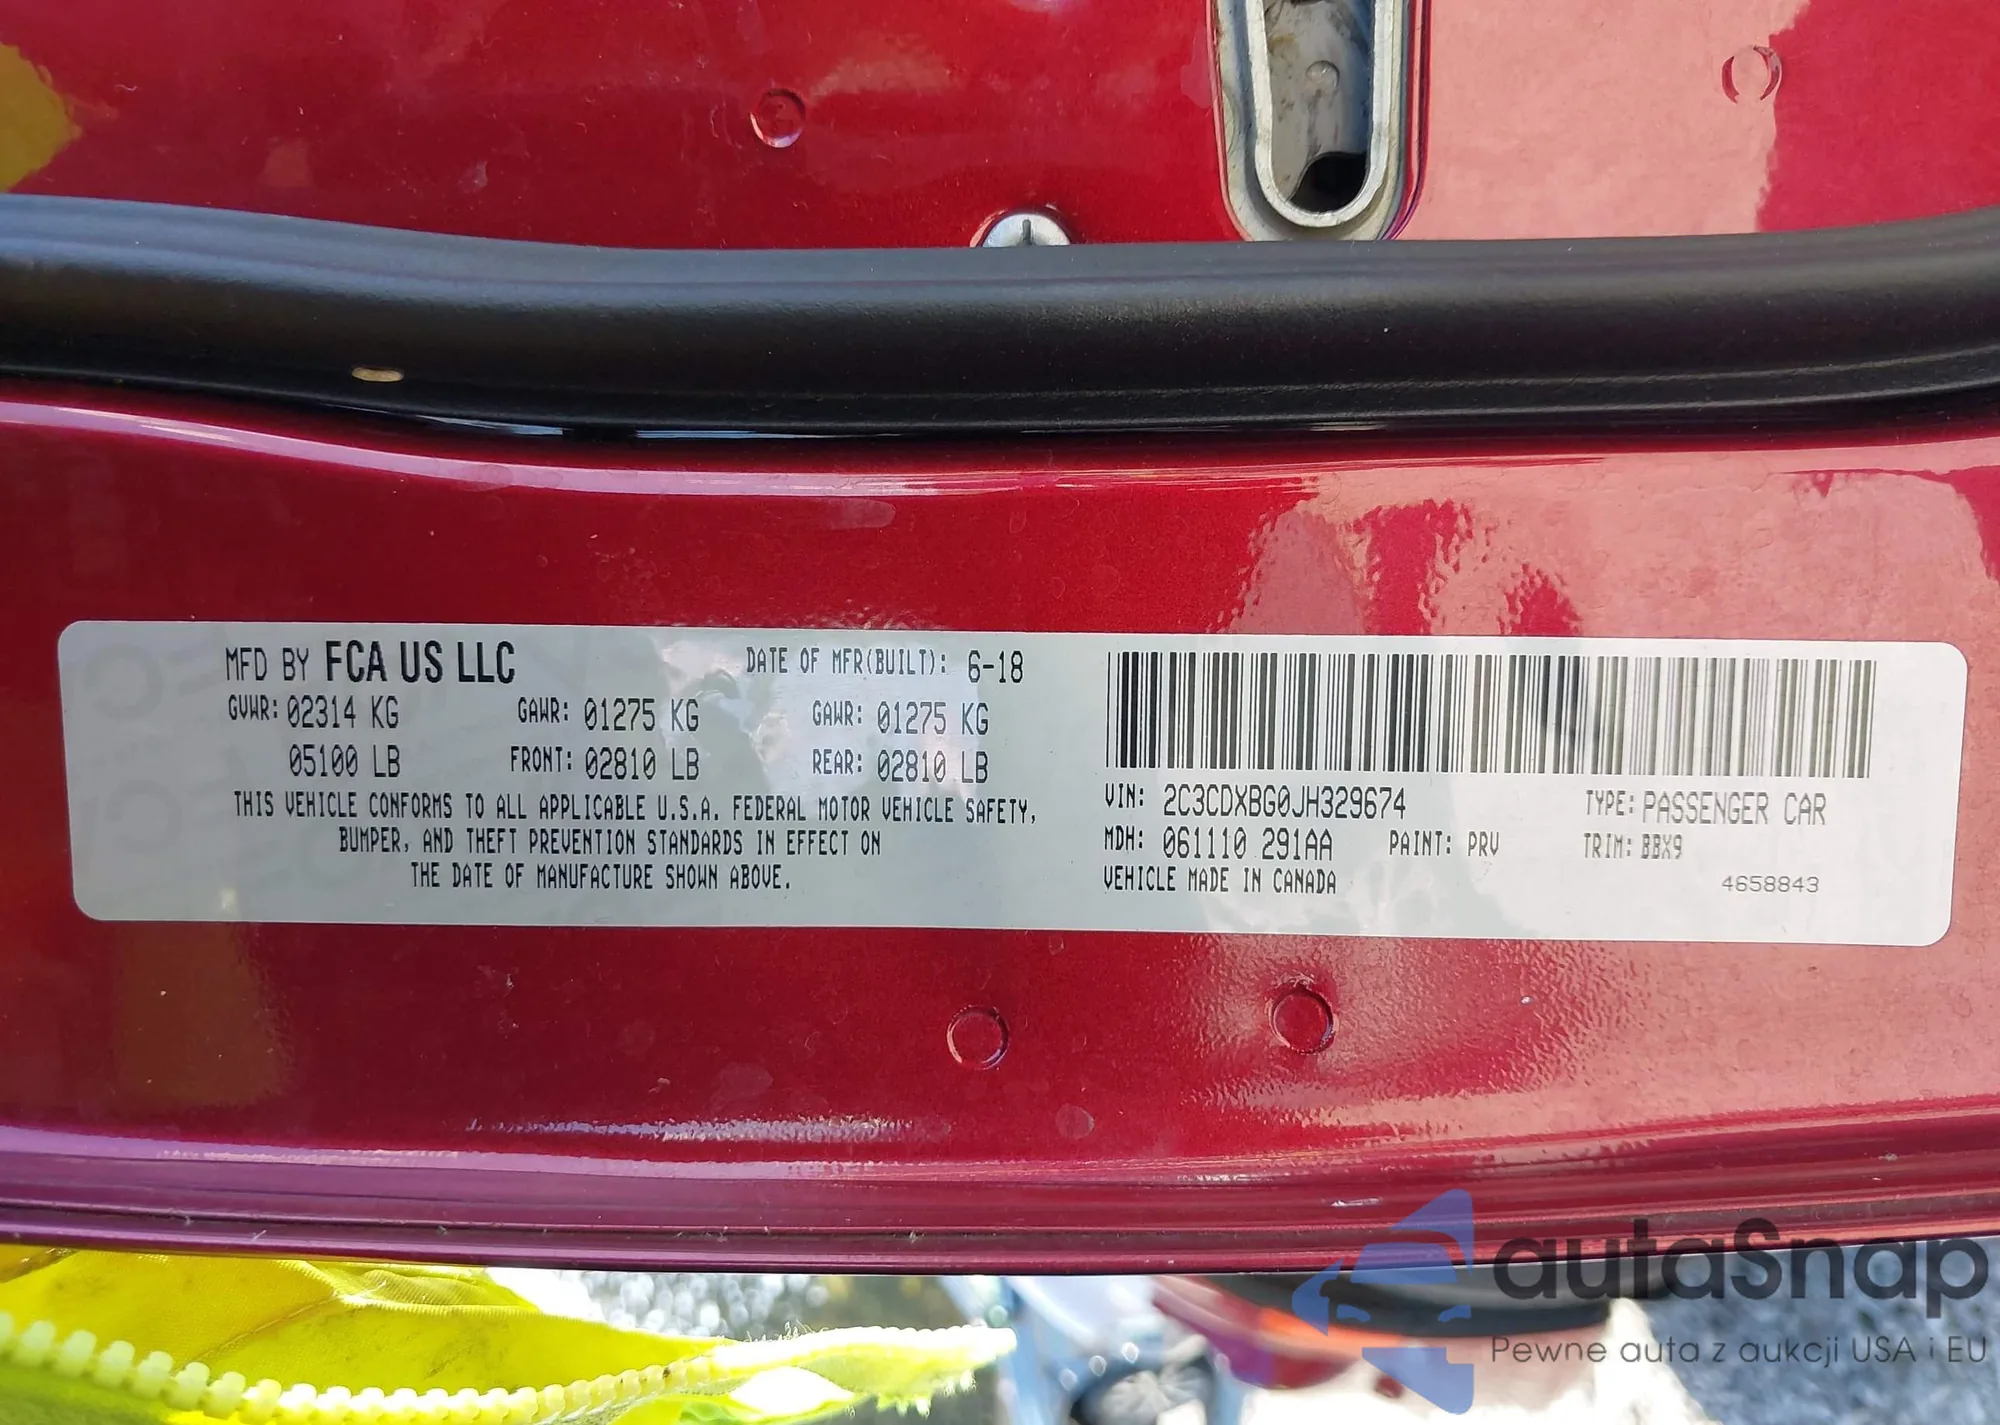 MFD BY FCA US LLC DATE OF MFR(BUILT): 6-18
GVWR: 02314 KG GAWR: 01275 KG GAWR: 01275 KG
05100 LB FRONT: 02810 LB REAR: 02810 LB
THIS VEHICLE CONFORMS TO ALL APPLICABLE U.S.A. FEDERAL MOTOR VEHICLE SAFETY,
BUMPER, AND THEFT PREVENTION STANDARDS IN EFFECT ON
THE DATE OF MANUFACTURE SHOWN ABOVE.
VIN: 2C3CDXBG0JH329674 TYPE: PASSENGER CAR
MDH: 061110 291AA PAINT: PRV TRIM: BBX9
VEHICLE MADE IN CANADA 4658843
autaSnap
Pewne auta z aukcji USA i EU